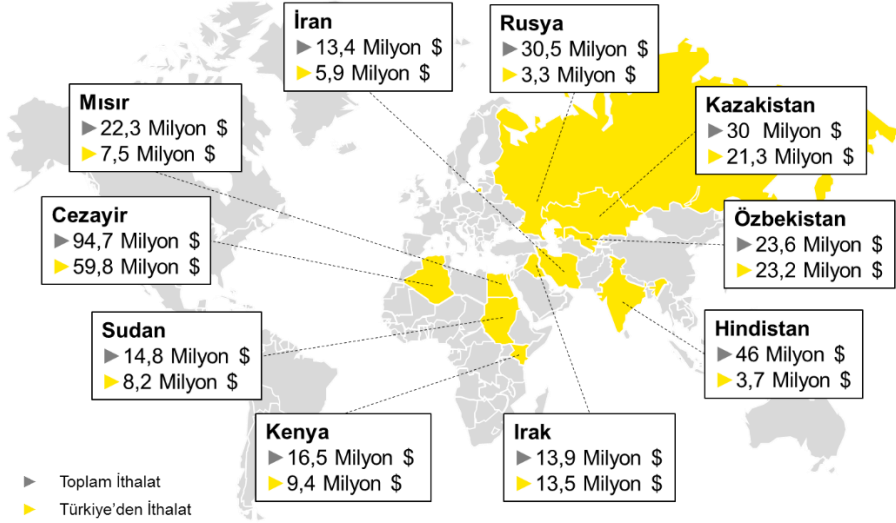 İran
13,4 Milyon $
5,9 Milyon $
Rusya
30,5 Milyon $
3,3 Milyon $
Mısır
22,3 Milyon $
7,5 Milyon $
Kazakistan
30 Milyon $
21,3 Milyon $
Cezayir
94,7 Milyon $
59,8 Milyon $
Özbekistan
23,6 Milyon $
23,2 Milyon $
Sudan
14,8 Milyon $
8,2 Milyon $
Hindistan
46 Milyon $
3,7 Milyon $
Kenya
16,5 Milyon $
9,4 Milyon $
Irak
13,9 Milyon $
13,5 Milyon $
Toplam İthalat
Türkiye’den İthalat